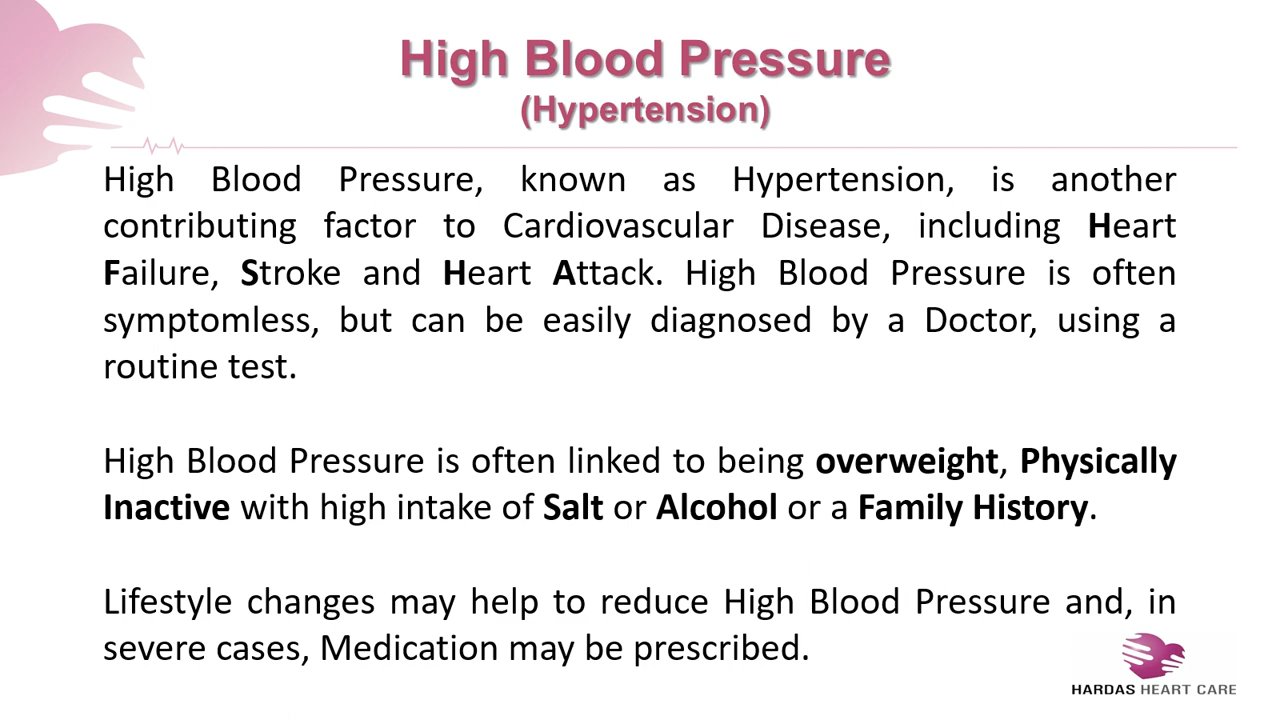 High Blood Pressure
(Hypertension)
High Blood Pressure, known as Hypertension, is another
contributing factor to Cardiovascular Disease, including Heart
Failure, Stroke and Heart Attack. High Blood Pressure is often
symptomless, but can be easily diagnosed by a Doctor, using a
routine test.
High Blood Pressure is often linked to being overweight, Physically
Inactive with high intake of Salt or Alcohol or a Family History.
Lifestyle changes may help to reduce High Blood Pressure and, in
severe cases, Medication may be prescribed.
HARDAS HEART CARE